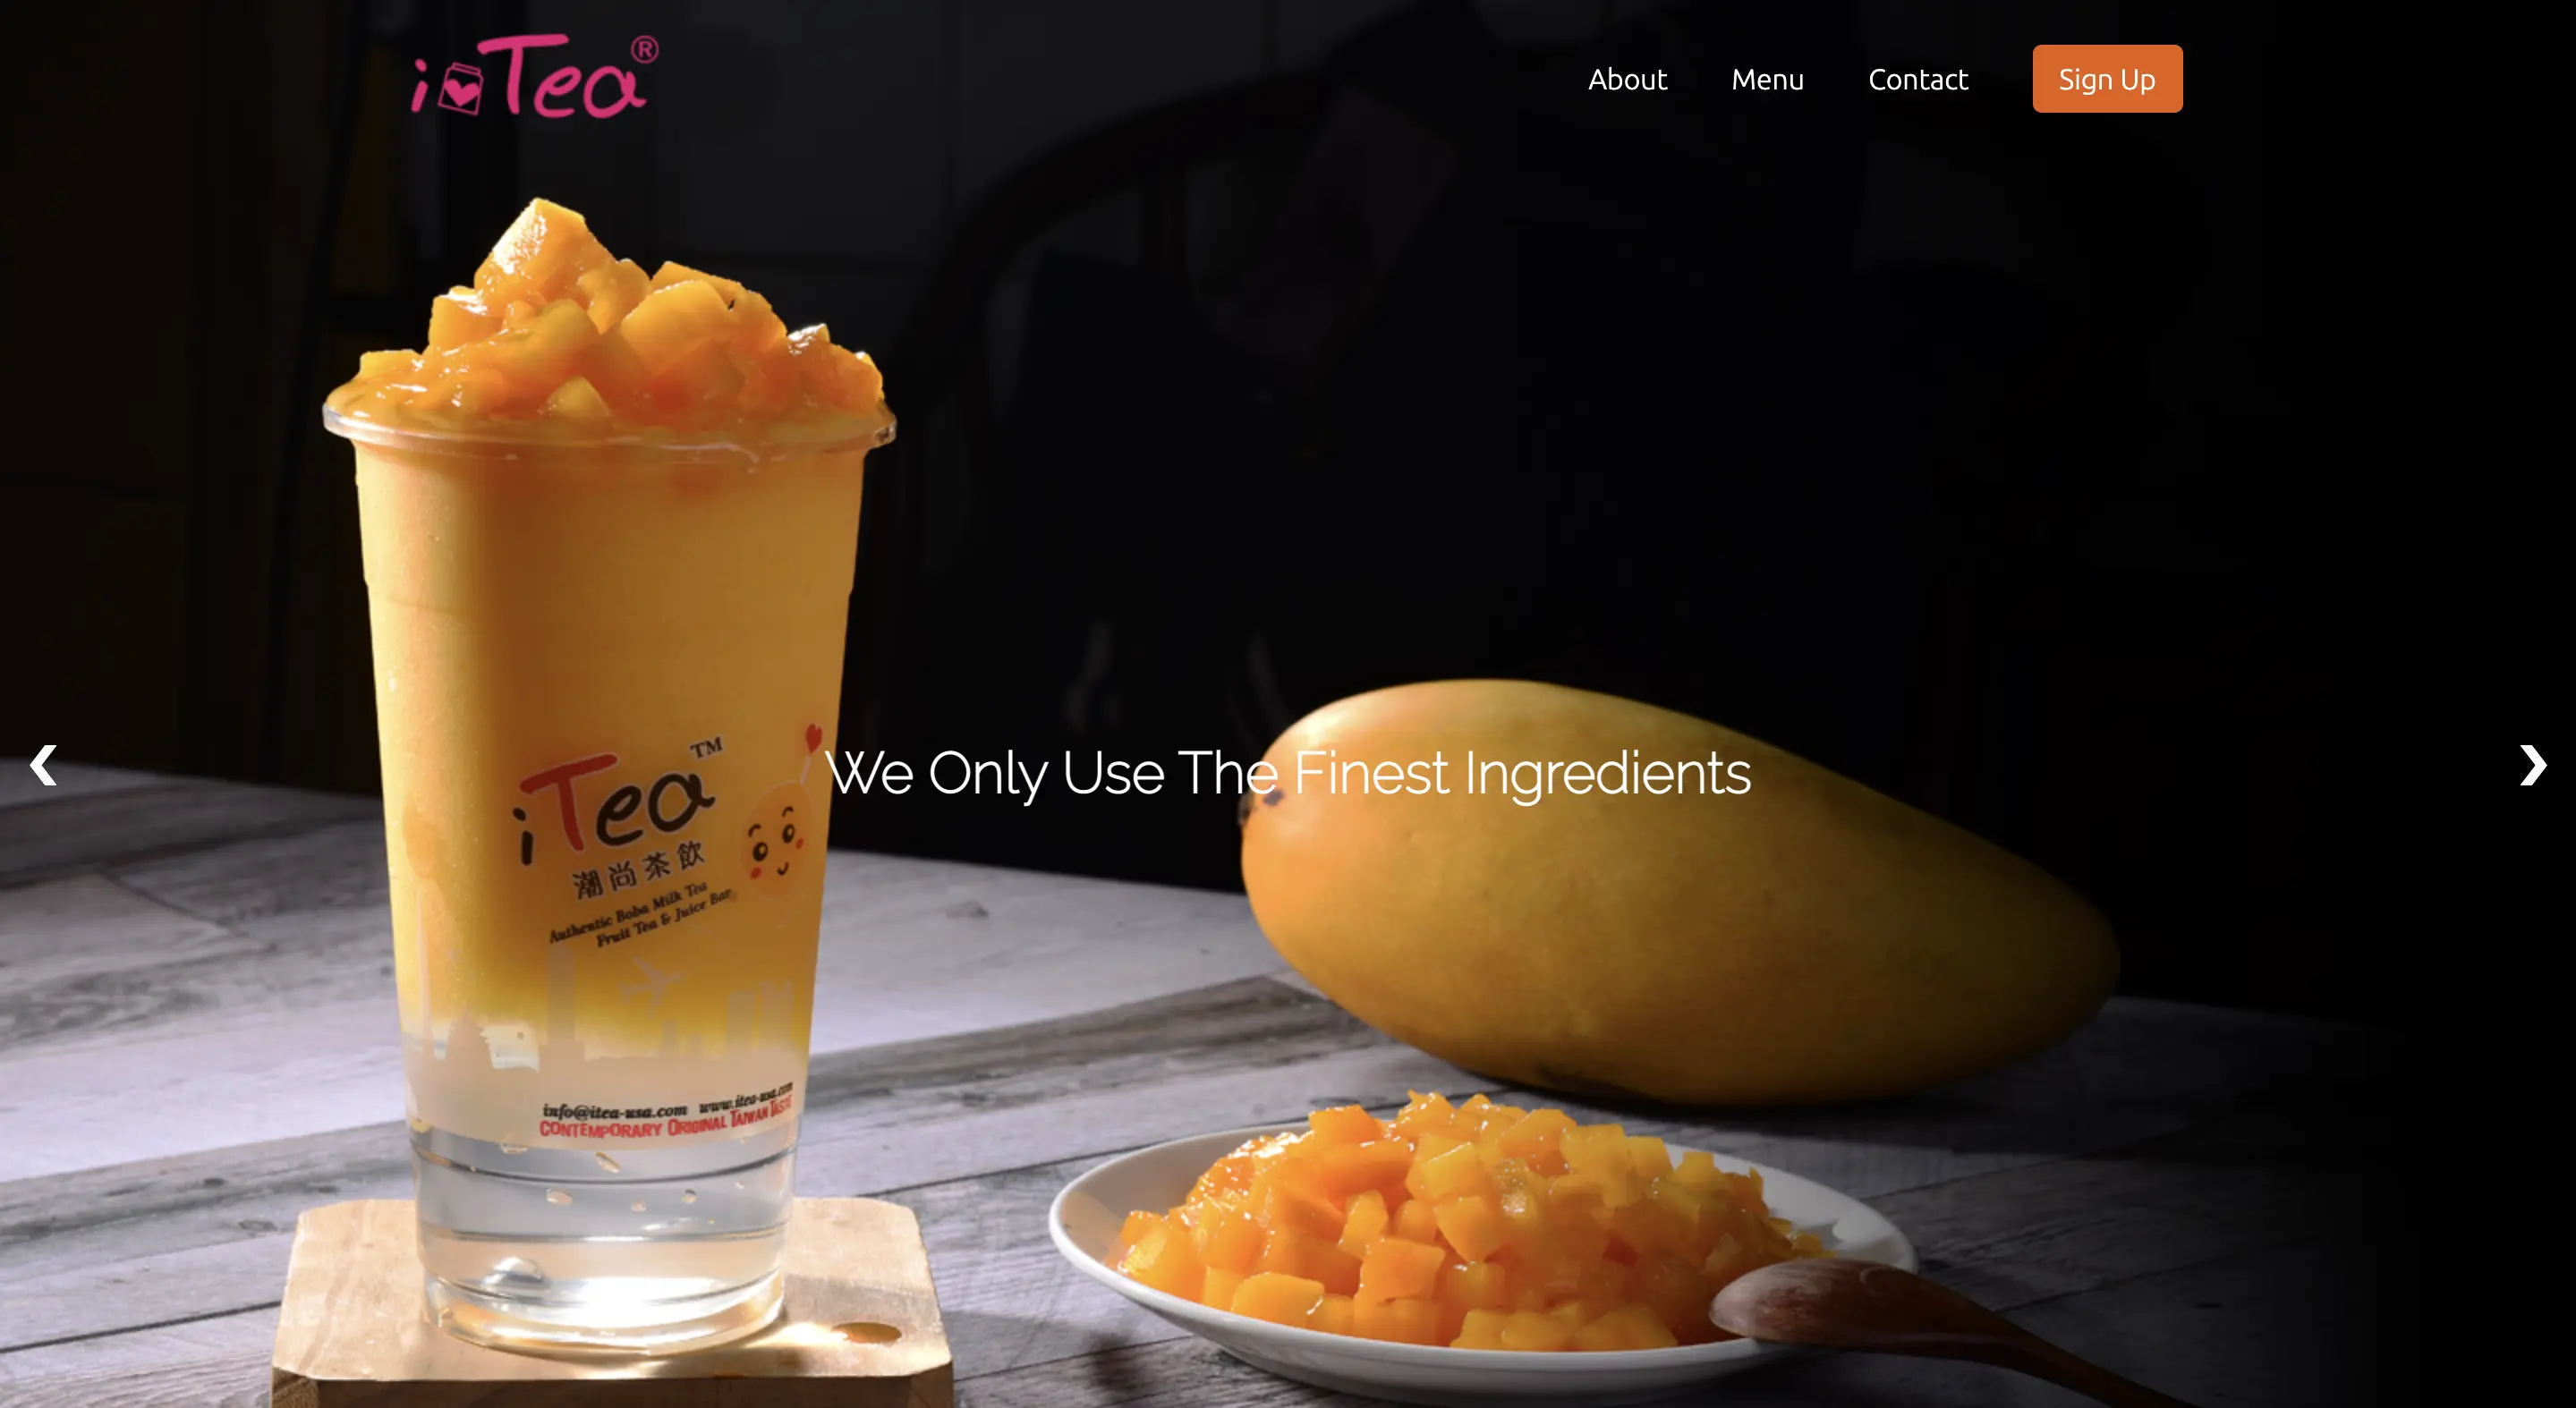 iTea®
About
Menu
Contact
Sign Up
We Only Use The Finest Ingredients
iTea™
潮尚茶飲
Authentic Boba Milk Tea
Fruit Tea & Juice Bar
info@itea-usa.com www.itea-usa.com
CONTEMPORARY ORIGINAL TAIWAN TASTE